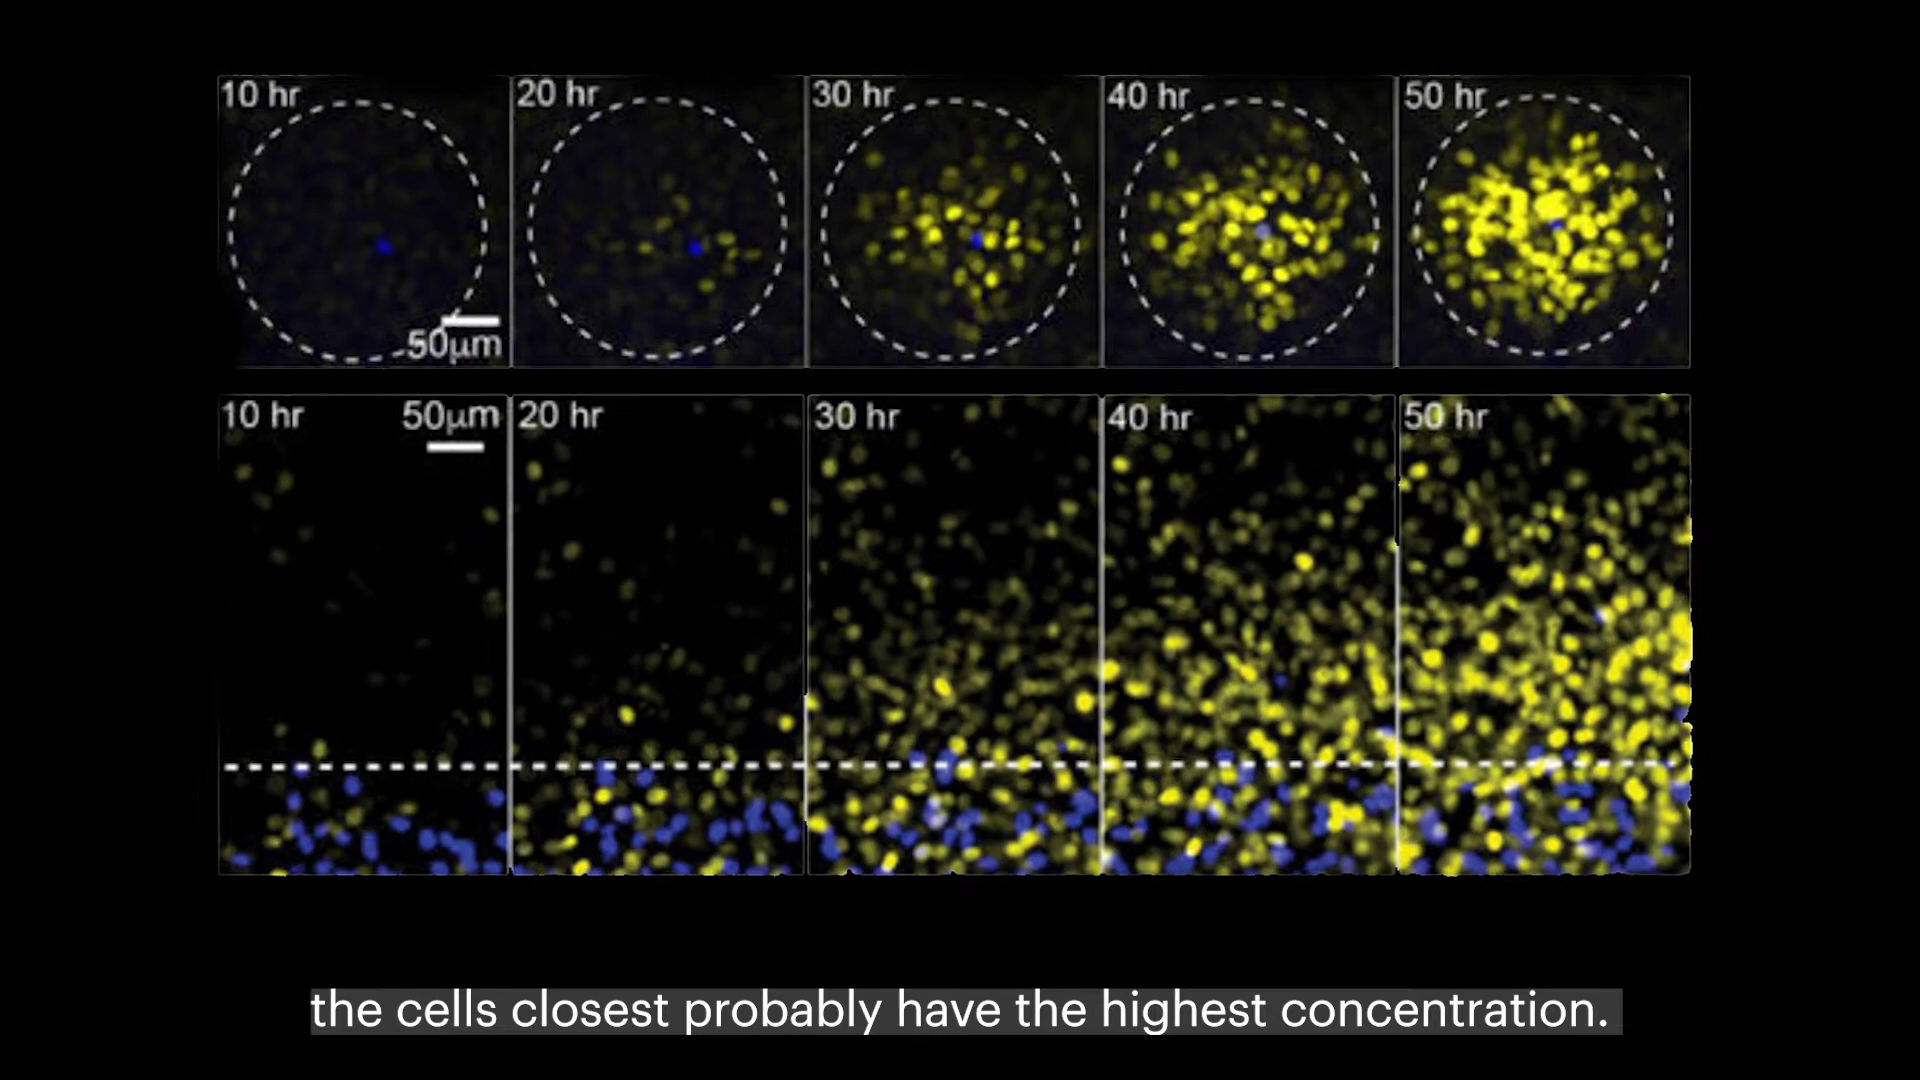 10 hr 20 hr 30 hr 40 hr 50 hr
50μm
10 hr 50μm 20 hr 30 hr 40 hr 50 hr
the cells closest probably have the highest concentration.